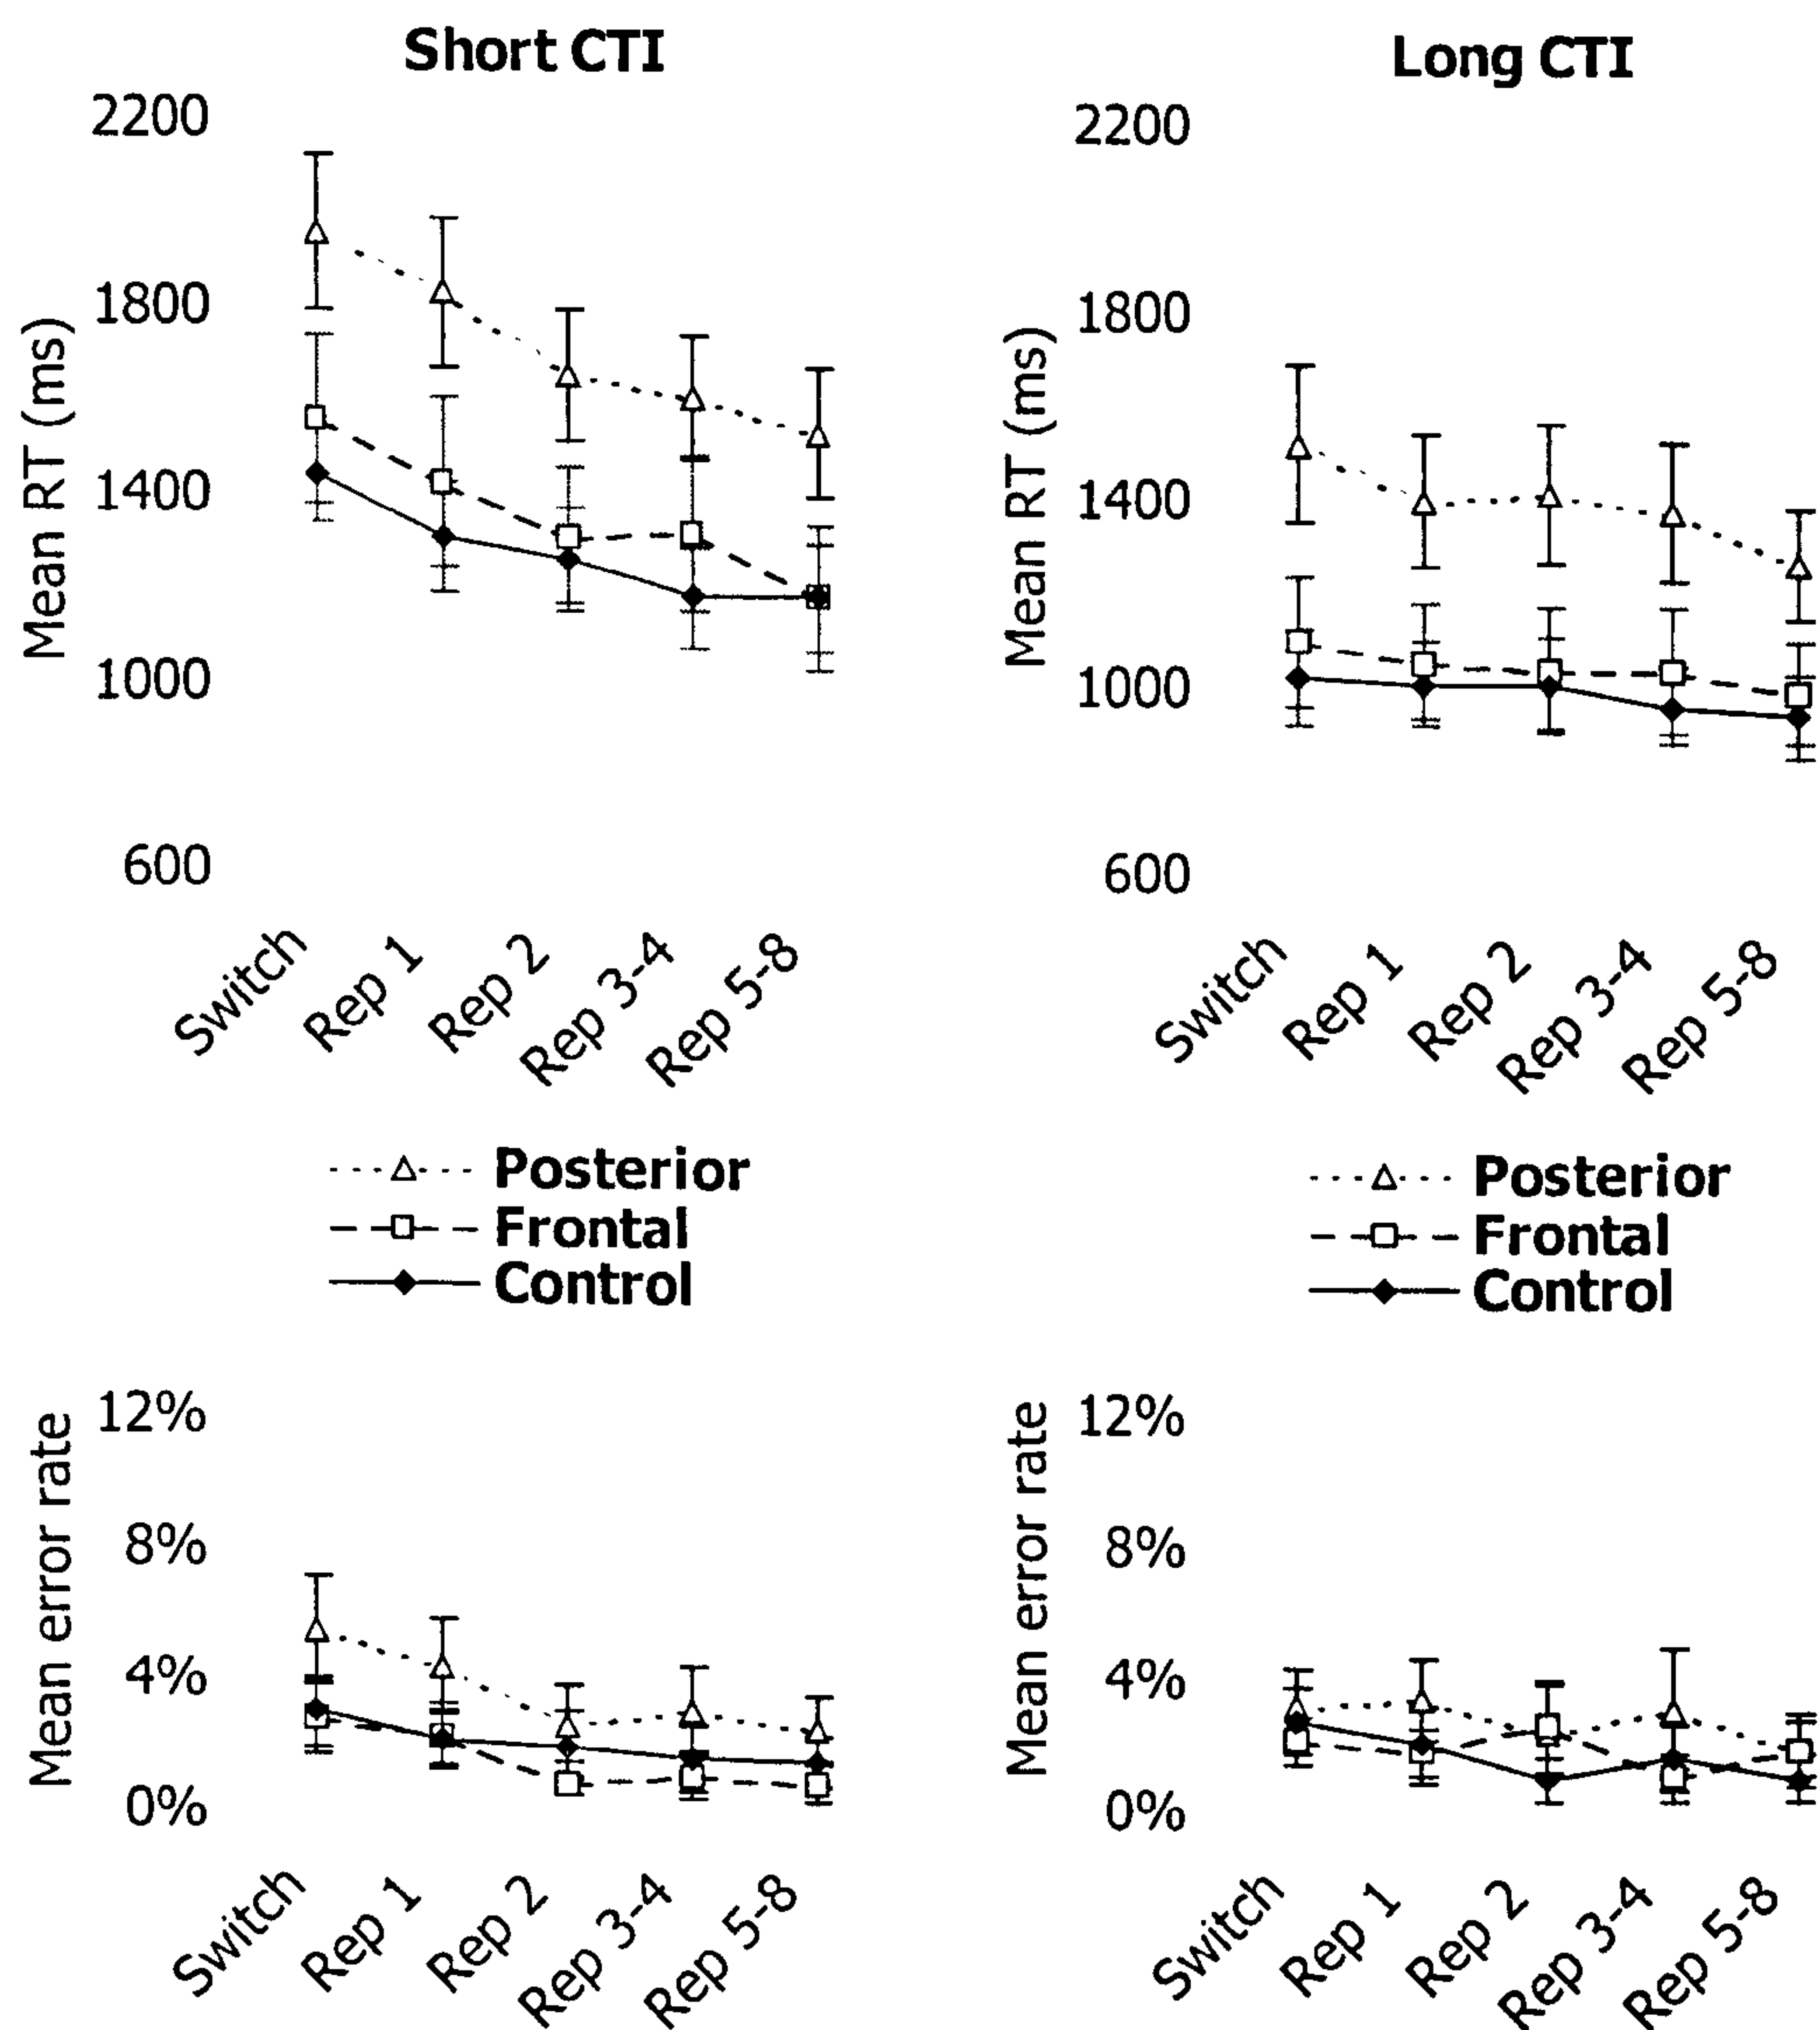 Short CTI
2200
1800
1400
1000
600
Mean RT (ms)
Switch
Rep 1
Rep 2
Rep 3-4
Rep 5-8
Posterior
Frontal
Control
Long CTI
2200
1800
1400
1000
600
Mean RT (ms)
Switch
Rep 1
Rep 2
Rep 3-4
Rep 5-8
Posterior
Frontal
Control
12%
8%
4%
0%
Mean error rate
Switch
Rep 1
Rep 2
Rep 3-4
Rep 5-8
12%
8%
4%
0%
Mean error rate
Switch
Rep 1
Rep 2
Rep 3-4
Rep 5-8